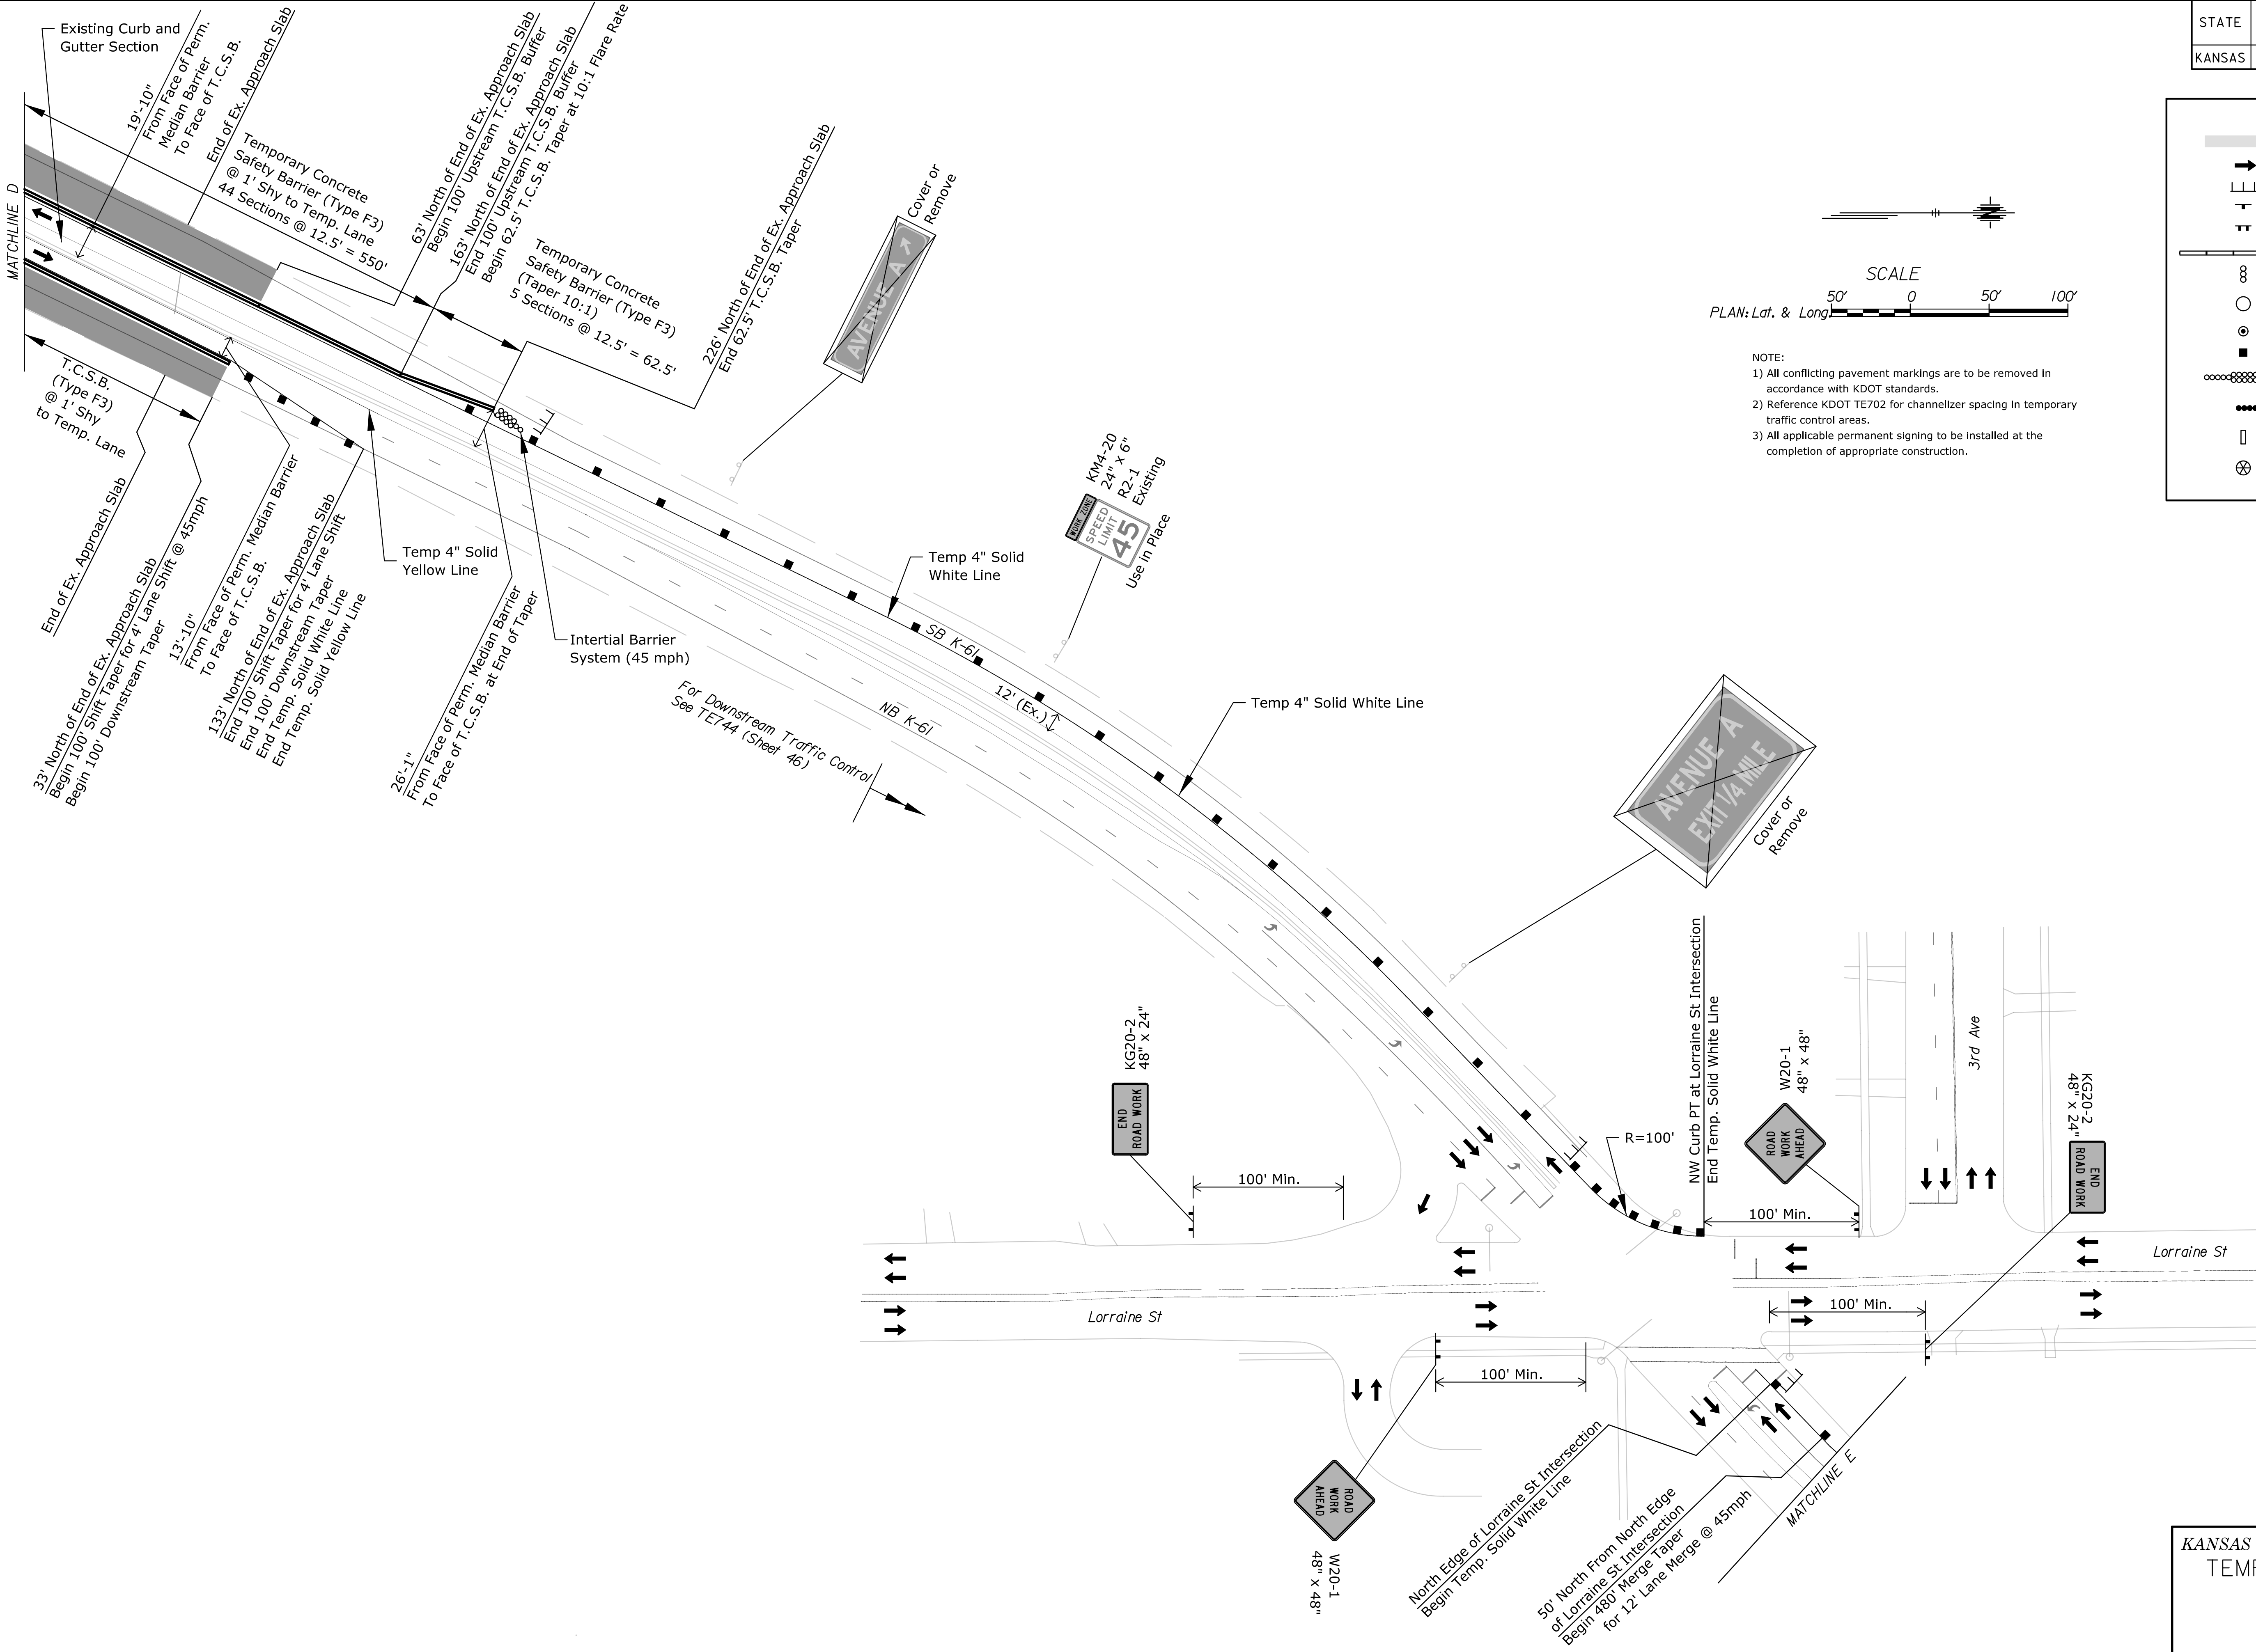 Existing Curb and
Gutter Section
19'-10"
From Face of Perm.
Median Barrier
To Face of T.C.S.B.
End of Ex. Approach Slab
Temporary Concrete
Safety Barrier (Type F3)
@ 1' Shy to Temp. Lane
44 Sections @ 12.5' = 550'
63' North of End of Ex. Approach Slab
Begin 100' Upstream T.C.S.B. Buffer
163' North of End of Ex. Approach Slab
End 100' Upstream T.C.S.B. Buffer
Begin 62.5' T.C.S.B. Taper at 10:1 Flare Rate
Temporary Concrete
Safety Barrier (Type F3)
(Taper 10:1)
5 Sections @ 12.5' = 62.5'
226' North of End of Ex. Approach Slab
End 62.5' T.C.S.B. Taper
AVENUE A
Cover or
Remove
STATE
KANSAS
SCALE
50' 0 50' 100'
PLAN: Lat. & Long.
NOTE:
1) All conflicting pavement markings are to be removed in
accordance with KDOT standards.
2) Reference KDOT TE702 for channelizer spacing in temporary
traffic control areas.
3) All applicable permanent signing to be installed at the
completion of appropriate construction.
MATCHLINE D
T.C.S.B.
(Type F3)
@ 1' Shy
to Temp. Lane
End of Ex. Approach Slab
33' North of End of Ex. Approach Slab
Begin 100' Shift Taper for 4' Lane Shift @ 45mph
Begin 100' Downstream Taper
13'-10"
From Face of Perm. Median Barrier
To Face of T.C.S.B.
133' North of End of Ex. Approach Slab
End 100' Shift Taper for 4' Lane Shift
End 100' Downstream Taper
End Temp. Solid White Line
End Temp. Solid Yellow Line
Temp 4" Solid
Yellow Line
26'-1"
From Face of Perm. Median Barrier
To Face of T.C.S.B. at End of Taper
Intertial Barrier
System (45 mph)
KM4-20
24" x 6"
R2-1
Existing
WORK ZONE
SPEED
LIMIT
45
Use in Place
Temp 4" Solid
White Line
SB K-61
12' (Ex.)
NB K-61
For Downstream Traffic Control
See TE744 (Sheet 46)
Temp 4" Solid White Line
AVENUE A
EXIT 1/4 MILE
Cover or
Remove
KG20-2
48" x 24"
END
ROAD WORK
100' Min.
R=100'
NW Curb PT at Lorraine St Intersection
End Temp. Solid White Line
W20-1
48" x 48"
ROAD
WORK
AHEAD
100' Min.
3rd Ave
KG20-2
48" x 24"
END
ROAD WORK
Lorraine St
Lorraine St
100' Min.
100' Min.
ROAD
WORK
AHEAD
W20-1
48" x 48"
North Edge of Lorraine St Intersection
Begin Temp. Solid White Line
50' North From North Edge
of Lorraine St Intersection
Begin 480' Merge Taper
for 12' Lane Merge @ 45mph
MATCHLINE E
KANSAS
TEMP